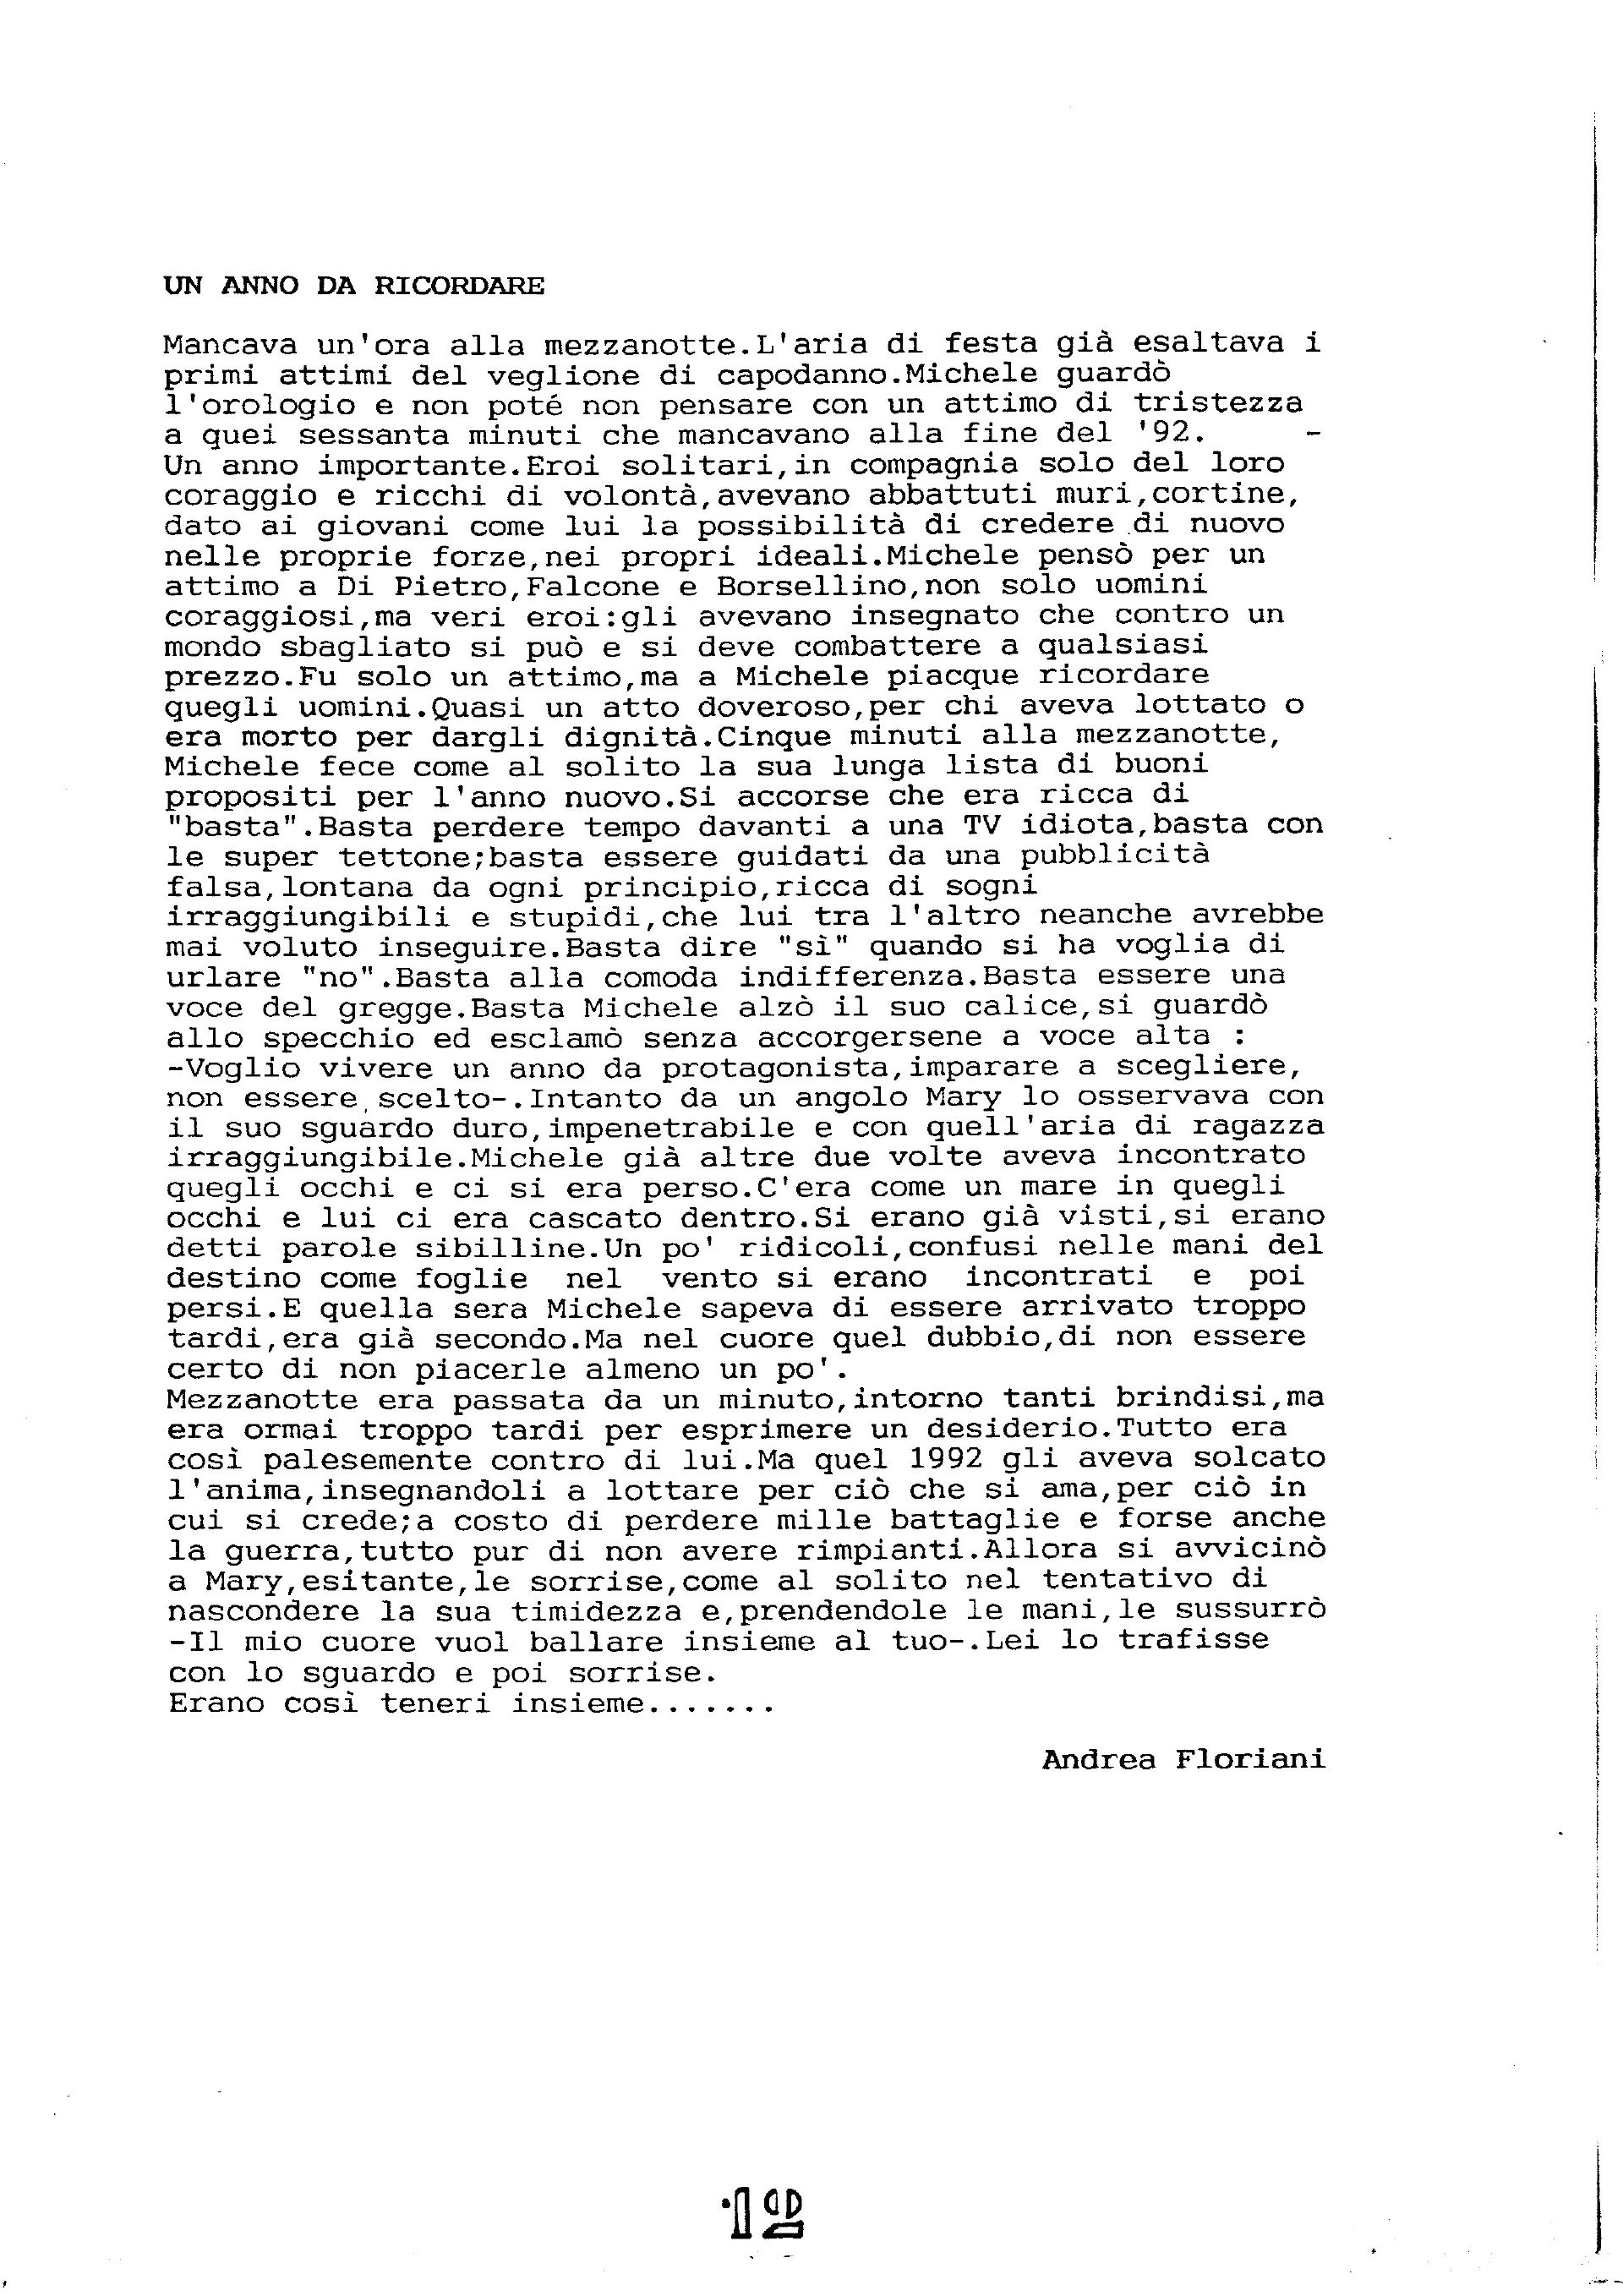 UN ANNO DA RICORDARE
Mancava un'ora alla mezzanotte.L'aria di festa già esaltava i
primi attimi del veglione di capodanno.Michele guardò
l'orologio e non poté non pensare con un attimo di tristezza
a quei sessanta minuti che mancavano alla fine del '92. -
Un anno importante.Eroi solitari,in compagnia solo del loro
coraggio e ricchi di volontà,avevano abbattuti muri,cortine,
dato ai giovani come lui la possibilità di credere di nuovo
nelle proprie forze,nei propri ideali.Michele pensò per un
attimo a Di Pietro,Falcone e Borsellino,non solo uomini
coraggiosi,ma veri eroi:gli avevano insegnato che contro un
mondo sbagliato si può e si deve combattere a qualsiasi
prezzo.Fu solo un attimo,ma a Michele piacque ricordare
quegli uomini.Quasi un atto doveroso,per chi aveva lottato o
era morto per dargli dignità.Cinque minuti alla mezzanotte,
Michele fece come al solito la sua lunga lista di buoni
propositi per l'anno nuovo.Si accorse che era ricca di
"basta".Basta perdere tempo davanti a una TV idiota,basta con
le super tettone;basta essere guidati da una pubblicità
falsa,lontana da ogni principio,ricca di sogni
irraggiungibili e stupidi,che lui tra l'altro neanche avrebbe
mai voluto inseguire.Basta dire "sì" quando si ha voglia di
urlare "no".Basta alla comoda indifferenza.Basta essere una
voce del gregge.Basta Michele alzò il suo calice,si guardò
allo specchio ed esclamò senza accorgersene a voce alta :
-Voglio vivere un anno da protagonista,imparare a scegliere,
non essere scelto-.Intanto da un angolo Mary lo osservava con
il suo sguardo duro,impenetrabile e con quell'aria di ragazza
irraggiungibile.Michele già altre due volte aveva incontrato
quegli occhi e ci si era perso.C'era come un mare in quegli
occhi e lui ci era cascato dentro.Si erano già visti,si erano
detti parole sibilline.Un po' ridicoli,confusi nelle mani del
destino come foglie nel vento si erano incontrati e poi
persi.E quella sera Michele sapeva di essere arrivato troppo
tardi,era già secondo.Ma nel cuore quel dubbio,di non essere
certo di non piacerle almeno un po'.
Mezzanotte era passata da un minuto,intorno tanti brindisi,ma
era ormai troppo tardi per esprimere un desiderio.Tutto era
così palesemente contro di lui.Ma quel 1992 gli aveva solcato
l'anima,insegnandoli a lottare per ciò che si ama,per ciò in
cui si crede;a costo di perdere mille battaglie e forse anche
la guerra,tutto pur di non avere rimpianti.Allora si avvicinò
a Mary,esitante,le sorrise,come al solito nel tentativo di
nascondere la sua timidezza e,prendendole le mani,le sussurrò
-Il mio cuore vuol ballare insieme al tuo-.Lei lo trafisse
con lo sguardo e poi sorrise.
Erano così teneri insieme.......
Andrea Floriani